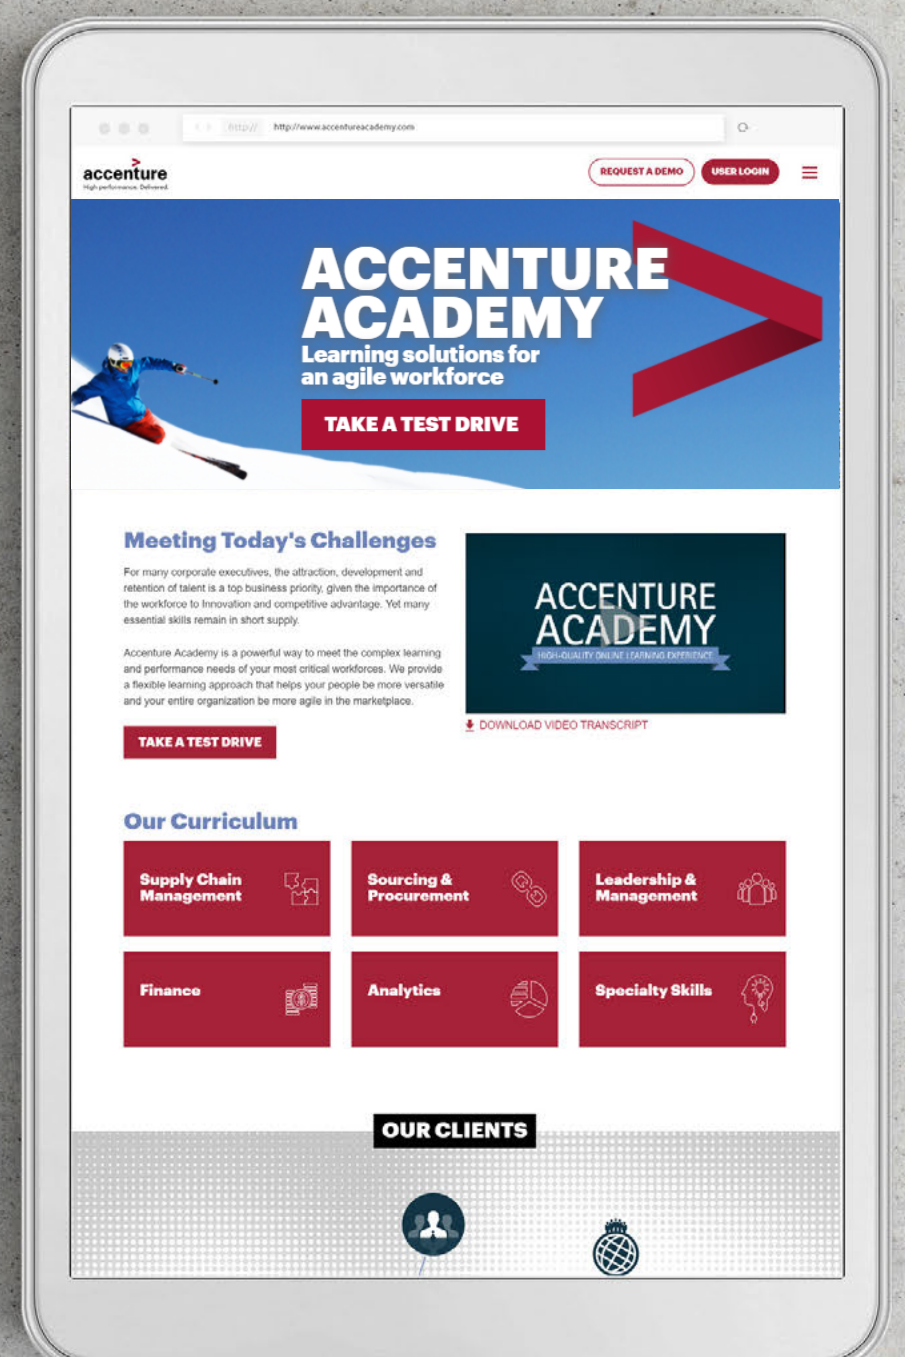 http://
http://www.accentureacademy.com
>
accenture
High performance. Delivered.
REQUEST A DEMO
USER LOGIN
ACCENTURE
ACADEMY
Learning solutions for
an agile workforce
TAKE A TEST DRIVE
Meeting Today's Challenges
For many corporate executives, the attraction, development and
retention of talent is a top business priority, given the importance of
the workforce to Innovation and competitive advantage. Yet many
essential skills remain in short supply.
Accenture Academy is a powerful way to meet the complex learning
and performance needs of your most critical workforces. We provide
a flexible learning approach that helps your people be more versatile
and your entire organization be more agile in the marketplace.
TAKE A TEST DRIVE
ACCENTURE
ACADEMY
HIGH-QUALITY ONLINE LEARNING EXPERIENCE
DOWNLOAD VIDEO TRANSCRIPT
Our Curriculum
Supply Chain
Management
Sourcing &
Procurement
Leadership &
Management
Finance
Analytics
Specialty Skills
OUR CLIENTS